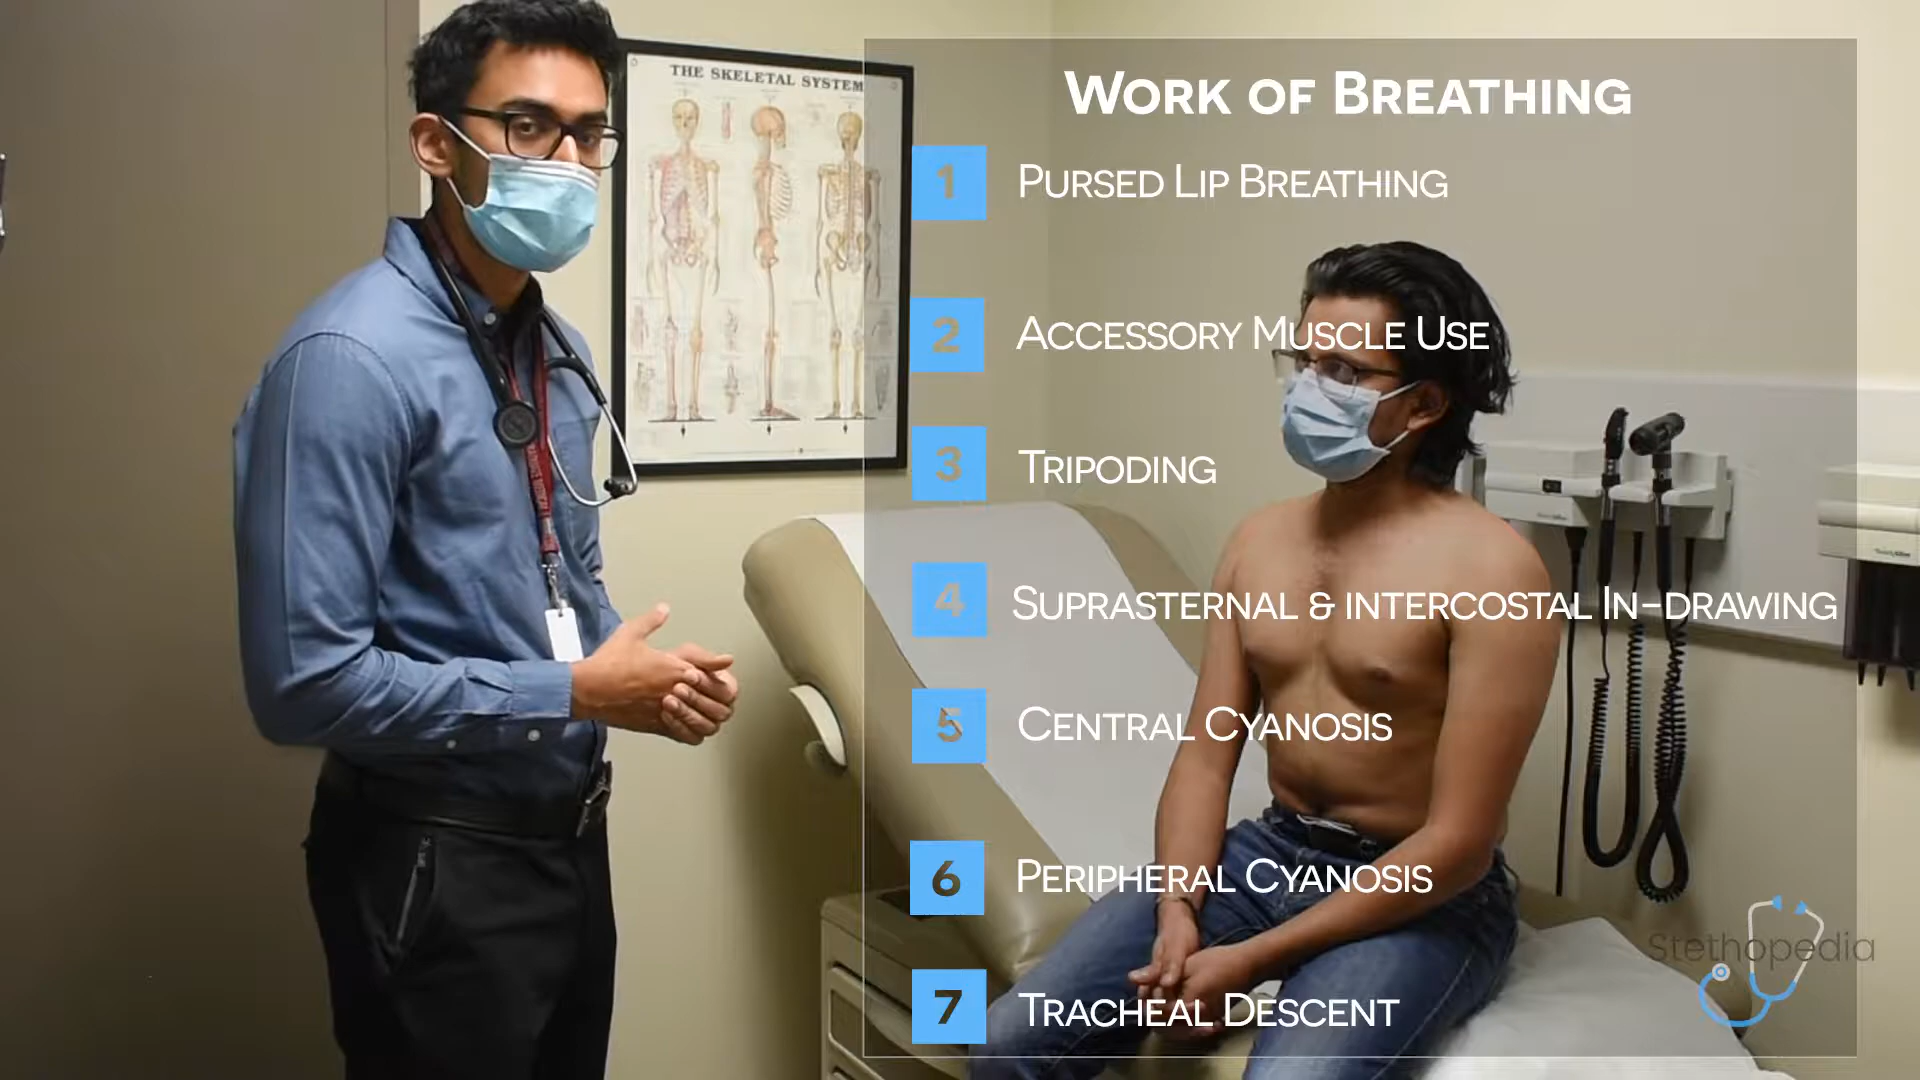 THE SKELETAL SYSTEM
WORK OF BREATHING
1 PURSED LIP BREATHING
2 ACCESSORY MUSCLE USE
3 TRIPODING
4 SUPRASTERNAL & INTERCOSTAL IN-DRAWING
5 CENTRAL CYANOSIS
6 PERIPHERAL CYANOSIS
7 TRACHEAL DESCENT
Stethopedia